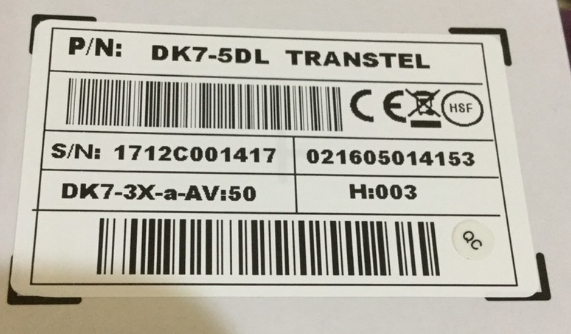 P/N: DK7-5DL TRANSTEL
CE HSF
S/N: 1712C001417 021605014153
DK7-3X-a-AV:50 H:003
QC